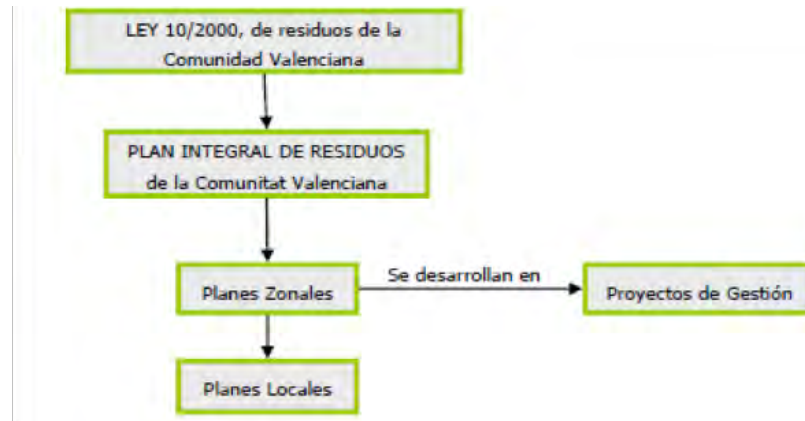 LEY 10/2000, de residuos de la
Comunidad Valenciana
PLAN INTEGRAL DE RESIDUOS
de la Comunitat Valenciana
Planes Zonales
Se desarrollan en
Proyectos de Gestión
Planes Locales